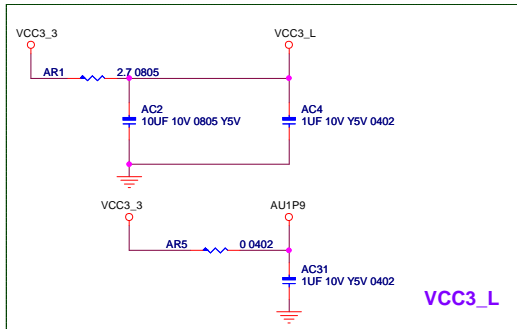 VCC3_3 VCC3_L
AR1 2.7 0805
AC2 AC4
10UF 10V 0805 Y5V 1UF 10V Y5V 0402
VCC3_3 AU1P9
AR5 0 0402
AC31
1UF 10V Y5V 0402
VCC3_L